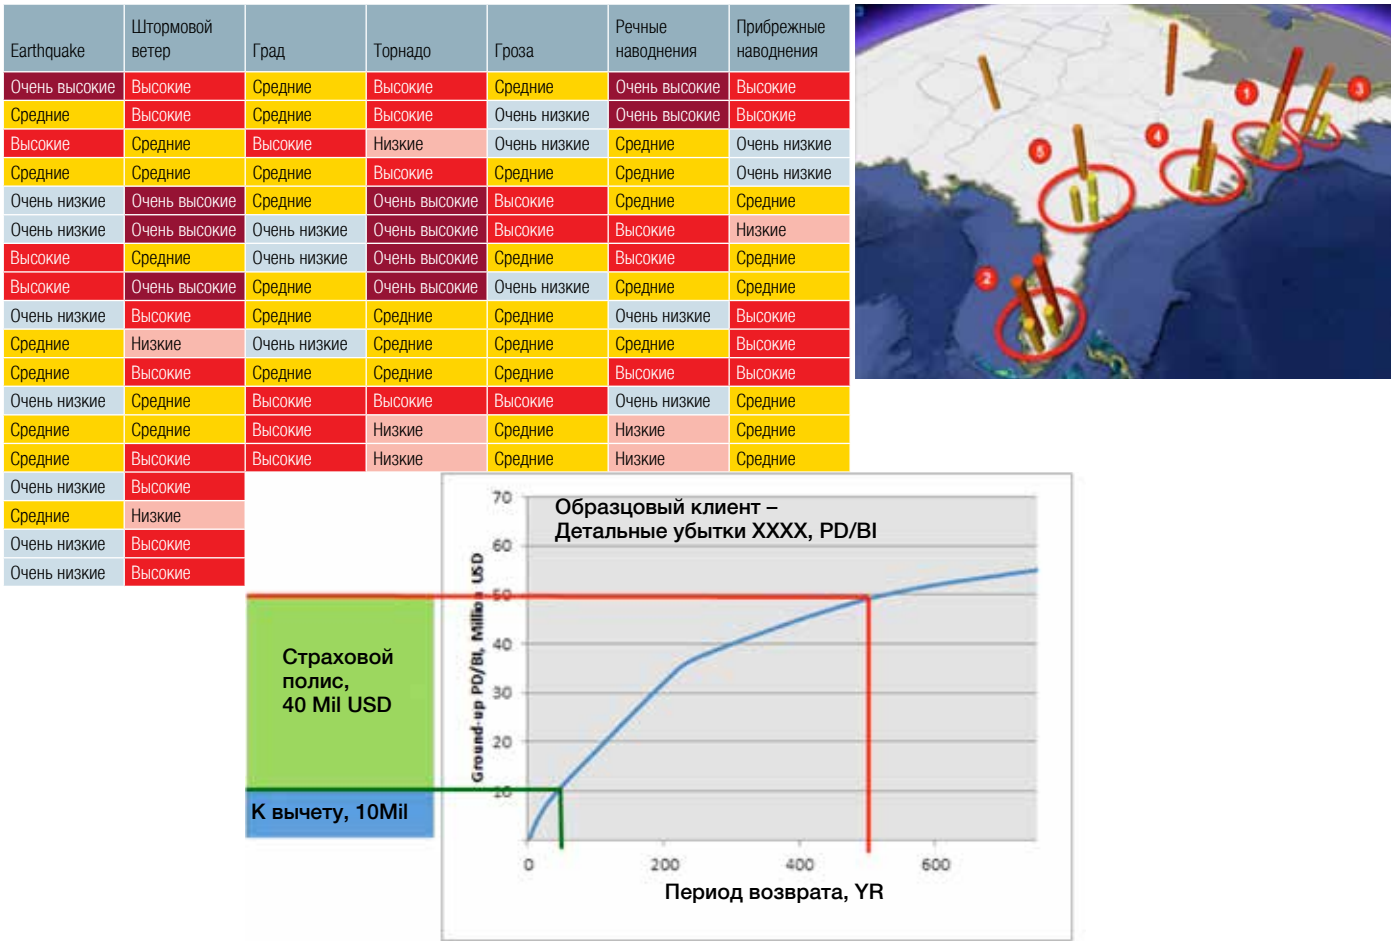 Earthquake
Штормовой
ветер
Град
Торнадо
Гроза
Речные
наводнения
Прибрежные
наводнения
Очень высокие Высокие Средние Высокие Средние Очень высокие Высокие
Средние Высокие Средние Высокие Очень низкие Очень высокие Высокие
Высокие Средние Высокие Низкие Очень низкие Средние Очень низкие
Средние Средние Средние Высокие Средние Средние Очень низкие
Очень низкие Очень высокие Средние Очень высокие Высокие Средние Средние
Очень низкие Очень высокие Очень низкие Очень высокие Высокие Высокие Низкие
Высокие Средние Очень низкие Очень высокие Средние Высокие Средние
Высокие Очень высокие Средние Очень высокие Очень низкие Средние Средние
Очень низкие Высокие Средние Средние Средние Очень низкие Высокие
Средние Низкие Очень низкие Средние Средние Средние Высокие
Средние Высокие Средние Средние Средние Высокие Высокие
Очень низкие Средние Высокие Высокие Высокие Очень низкие Средние
Средние Средние Высокие Низкие Средние Низкие Средние
Средние Высокие Высокие Низкие Средние Низкие Средние
Очень низкие Высокие
Средние Низкие
Очень низкие Высокие
Очень низкие Высокие
1
3
4
5
2
Образцовый клиент –
Детальные убытки XXXX, PD/BI
70
60
50
40
30
20
10
Ground-up PD/BI, Million USD
Страховой
полис,
40 Mil USD
К вычету, 10Mil
0 200 400 600
Период возврата, YR